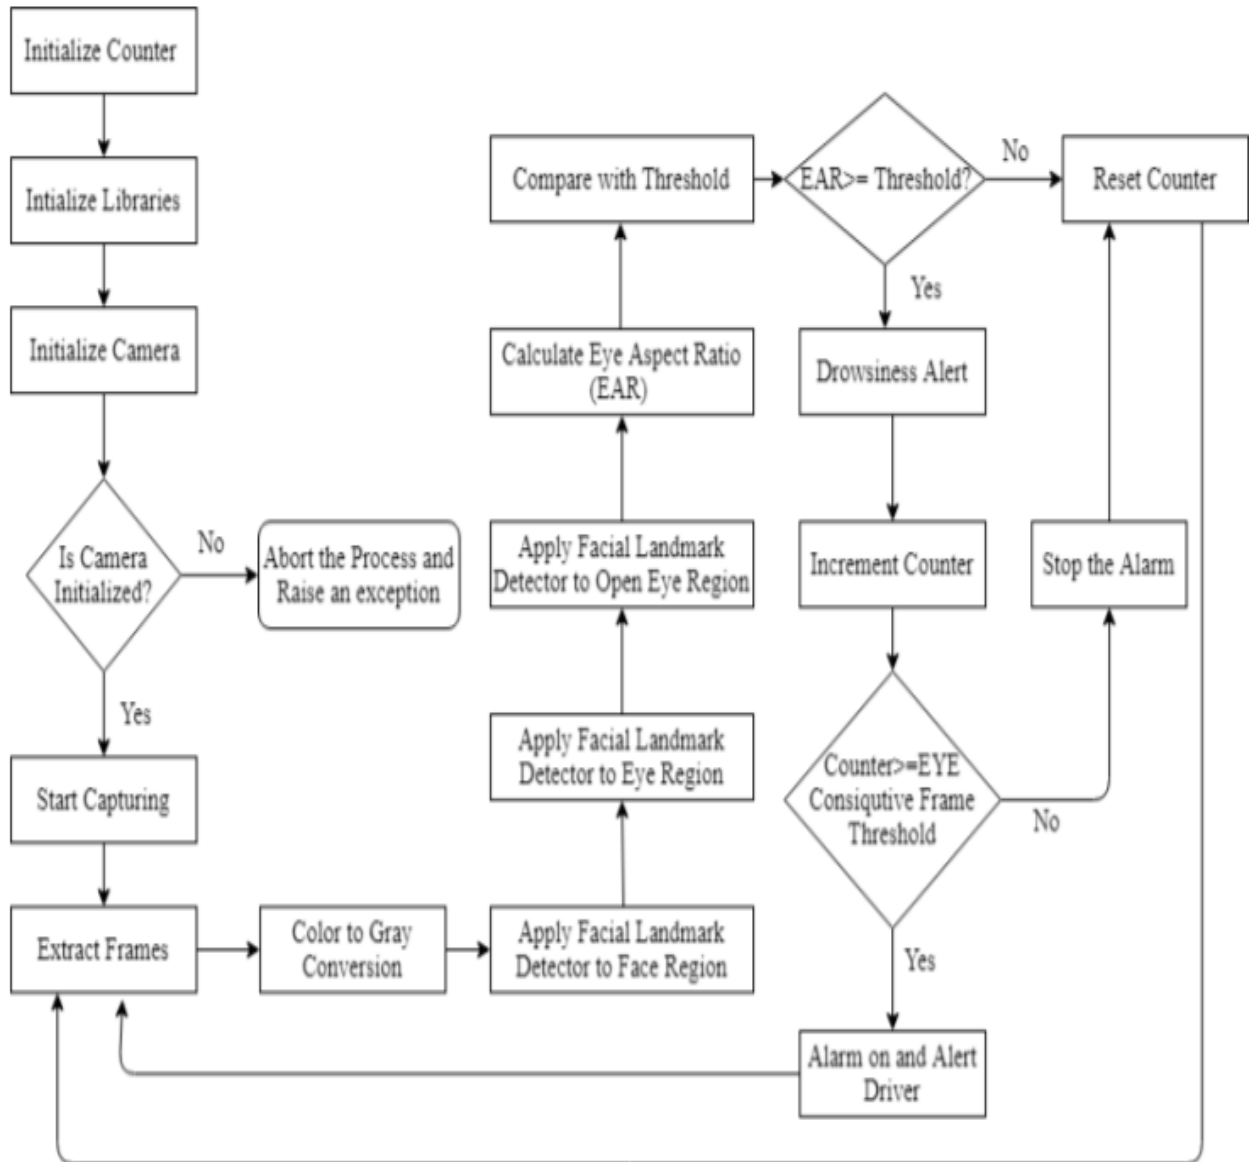 Initialize Counter
Intialize Libraries
Initialize Camera
Is Camera
Initialized?
No
Abort the Process and
Raise an exception
Yes
Start Capturing
Extract Frames
Color to Gray
Conversion
Apply Facial Landmark
Detector to Face Region
Apply Facial Landmark
Detector to Eye Region
Apply Facial Landmark
Detector to Open Eye Region
Calculate Eye Aspect Ratio
(EAR)
Compare with Threshold
EAR>= Threshold?
No
Reset Counter
Yes
Drowsiness Alert
Increment Counter
Stop the Alarm
Counter>=EYE
Consiqutive Frame
Threshold
No
Yes
Alarm on and Alert
Driver